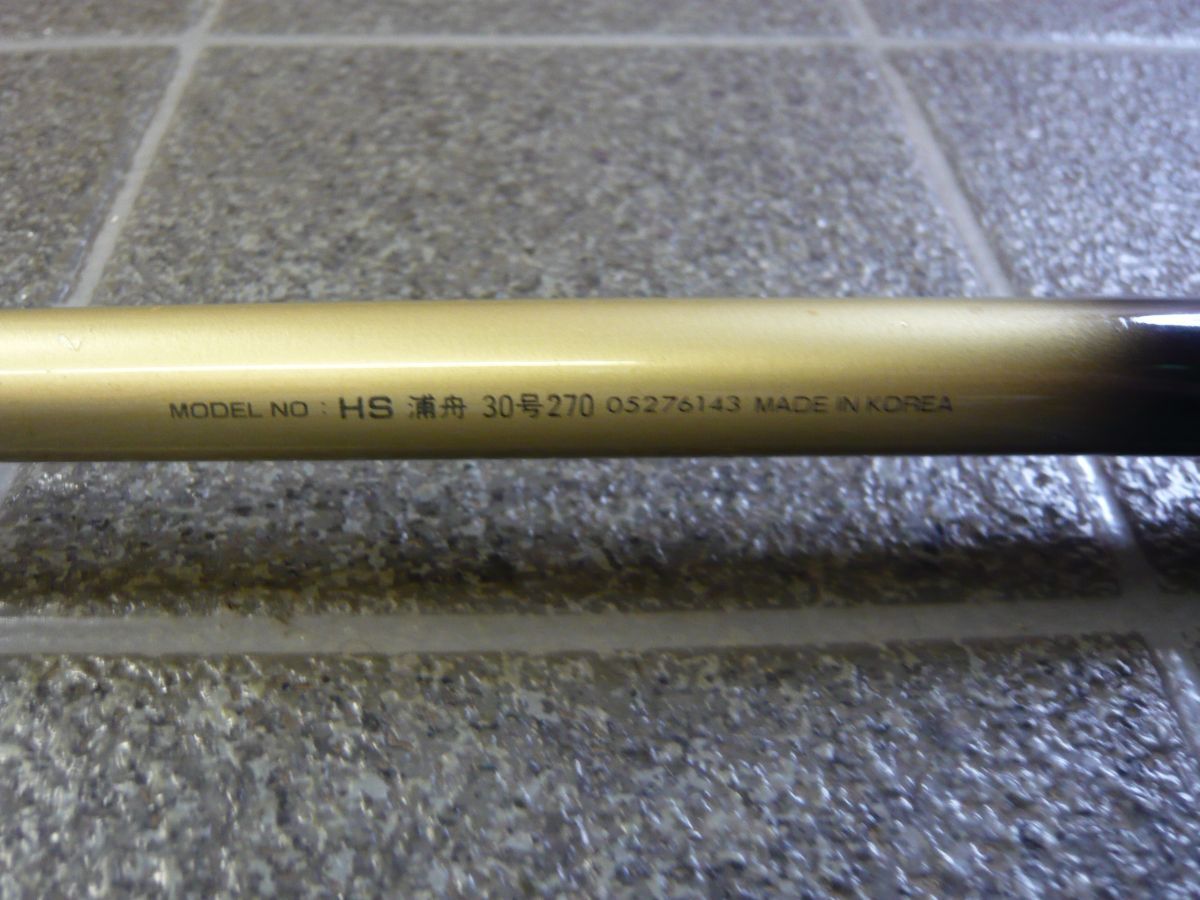 MODEL NO : HS 浦舟 30号270 05276143 MADE IN KOREA